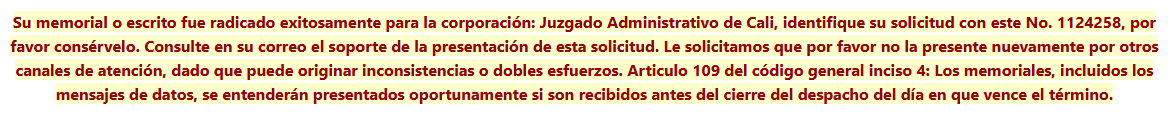 Su memorial o escrito fue radicado exitosamente para la corporación: Juzgado Administrativo de Cali, identifique su solicitud con este No. 1124258, por
favor consérvelo. Consulte en su correo el soporte de la presentación de esta solicitud. Le solicitamos que por favor no la presente nuevamente por otros
canales de atención, dado que puede originar inconsistencias o dobles esfuerzos. Articulo 109 del código general inciso 4: Los memoriales, incluidos los
mensajes de datos, se entenderán presentados oportunamente si son recibidos antes del cierre del despacho del día en que vence el término.